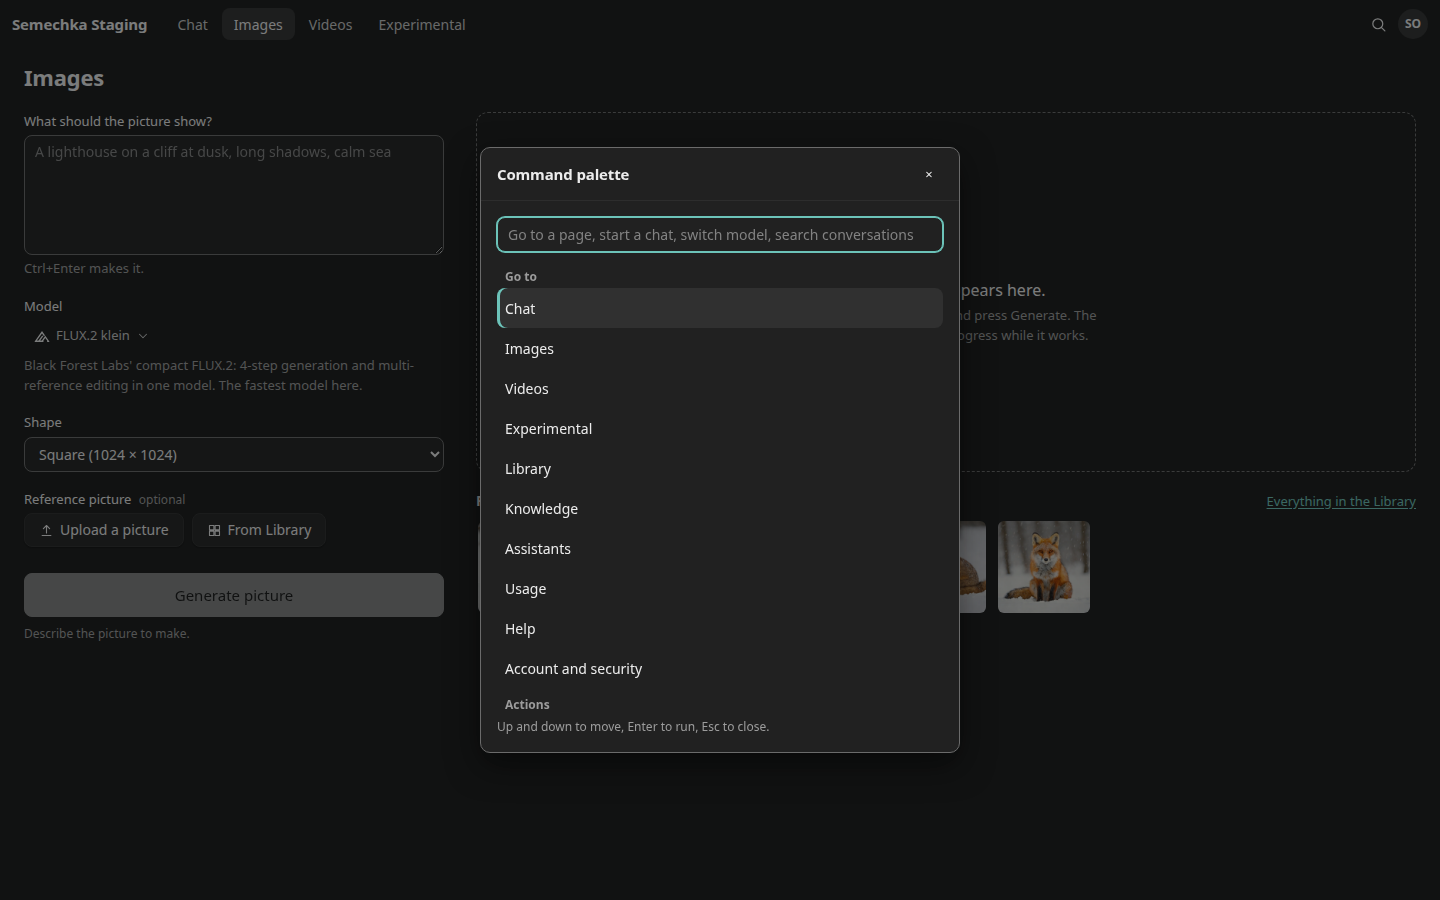 Semechka Staging Chat Images Videos Experimental SO
Images
What should the picture show?
A lighthouse on a cliff at dusk, long shadows, calm sea
Ctrl+Enter makes it.
Model
FLUX.2 klein
Black Forest Labs' compact FLUX.2: 4-step generation and multi-
reference editing in one model. The fastest model here.
Shape
Square (1024 × 1024)
Reference picture optional
Upload a picture From Library
Generate picture
Describe the picture to make.
Command palette ×
Go to a page, start a chat, switch model, search conversations
Go to
Chat
Images
Videos
Experimental
Library
Knowledge
Assistants
Usage
Help
Account and security
Actions
Up and down to move, Enter to run, Esc to close.
here.
and press Generate. The
while it works.
Everything in the Library